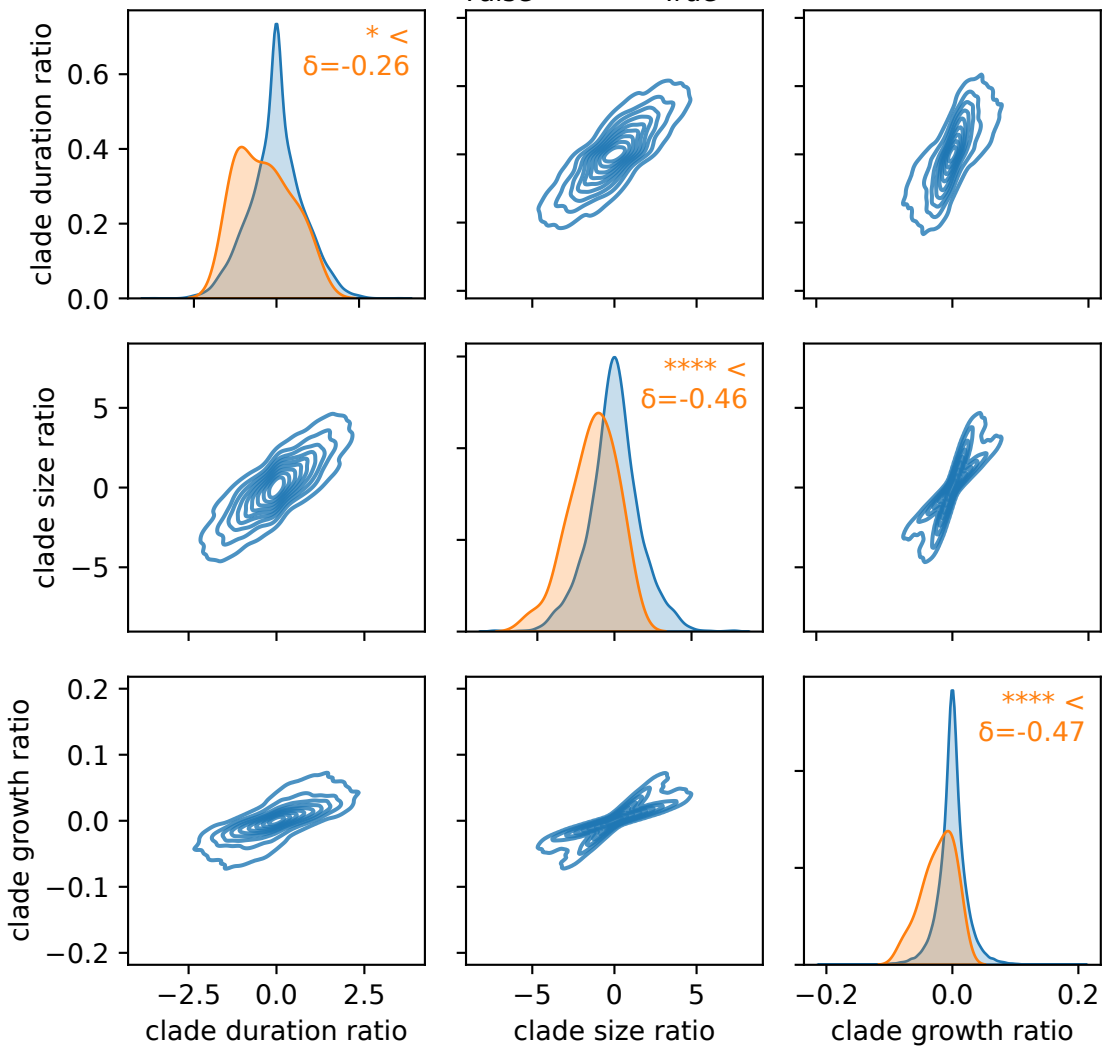 clade duration ratio
0.6
0.4
0.2
0.0
* <
δ=-0.26
clade size ratio
5
0
−5
**** <
δ=-0.46
clade growth ratio
0.2
0.1
0.0
−0.1
−0.2
**** <
δ=-0.47
−2.5 0.0 2.5
−5 0 5
−0.2 0.0 0.2
clade duration ratio
clade size ratio
clade growth ratio